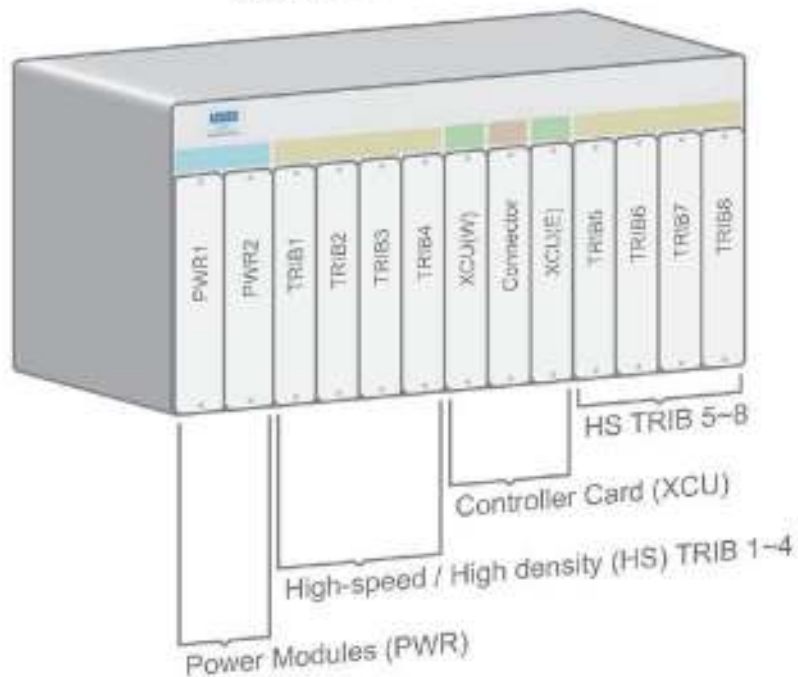 PWR1
PWR2
TRIB1
TRIB2
TRIB3
TRIB4
XCU(W)
Connector
XCU(E)
TRIB5
TRIB6
TRIB7
TRIB8
HS TRIB 5~8
Controller Card (XCU)
High-speed / High density (HS) TRIB 1~4
Power Modules (PWR)